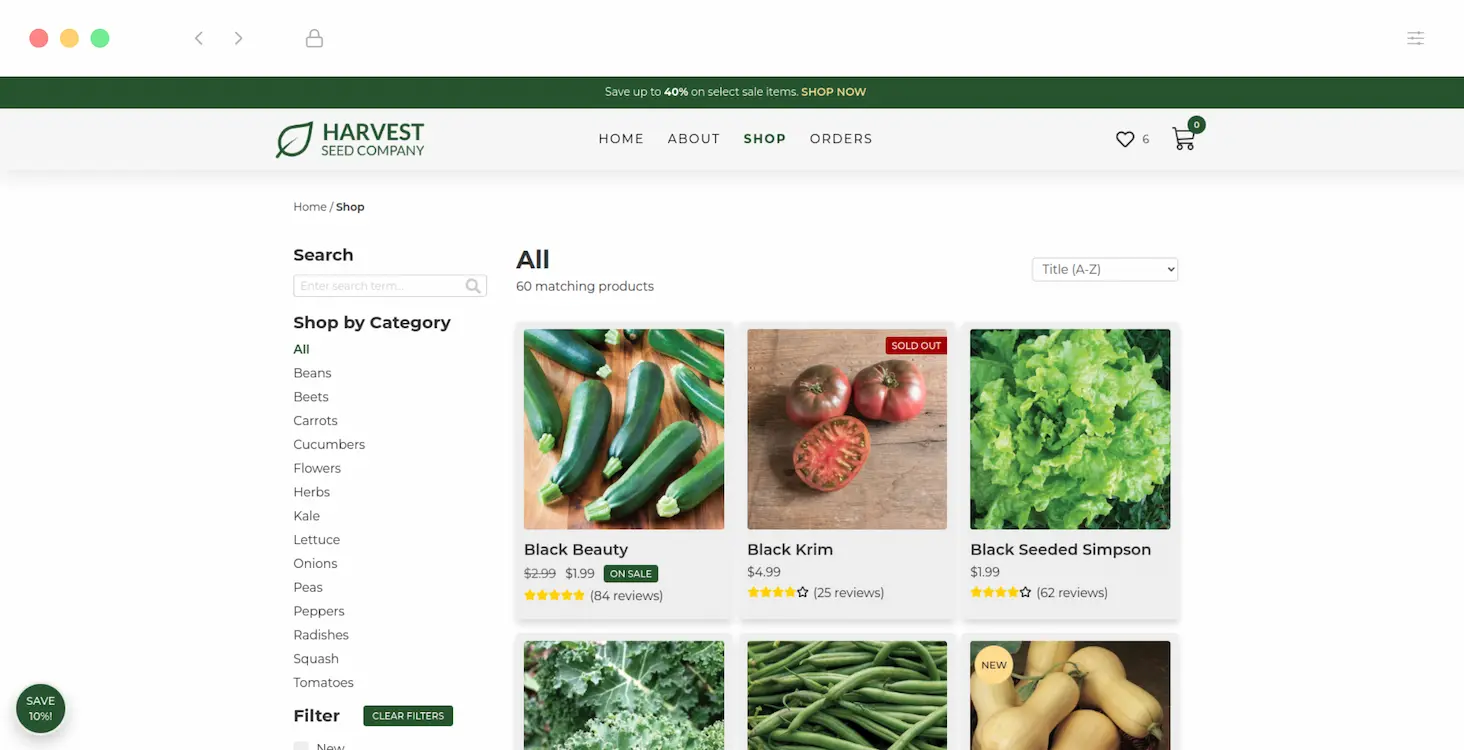 Save up to 40% on select sale items. SHOP NOW
HARVEST
SEED COMPANY
HOME ABOUT SHOP ORDERS
6
0
Home / Shop
Search
Enter search term...
Shop by Category
All
Beans
Beets
Carrots
Cucumbers
Flowers
Herbs
Kale
Lettuce
Onions
Peas
Peppers
Radishes
Squash
Tomatoes
Filter
CLEAR FILTERS
New
All
60 matching products
Title (A-Z)
Black Beauty
$2.99 $1.99 ON SALE
(84 reviews)
SOLD OUT
Black Krim
$4.99
(25 reviews)
Black Seeded Simpson
$1.99
(62 reviews)
NEW
SAVE
10%!